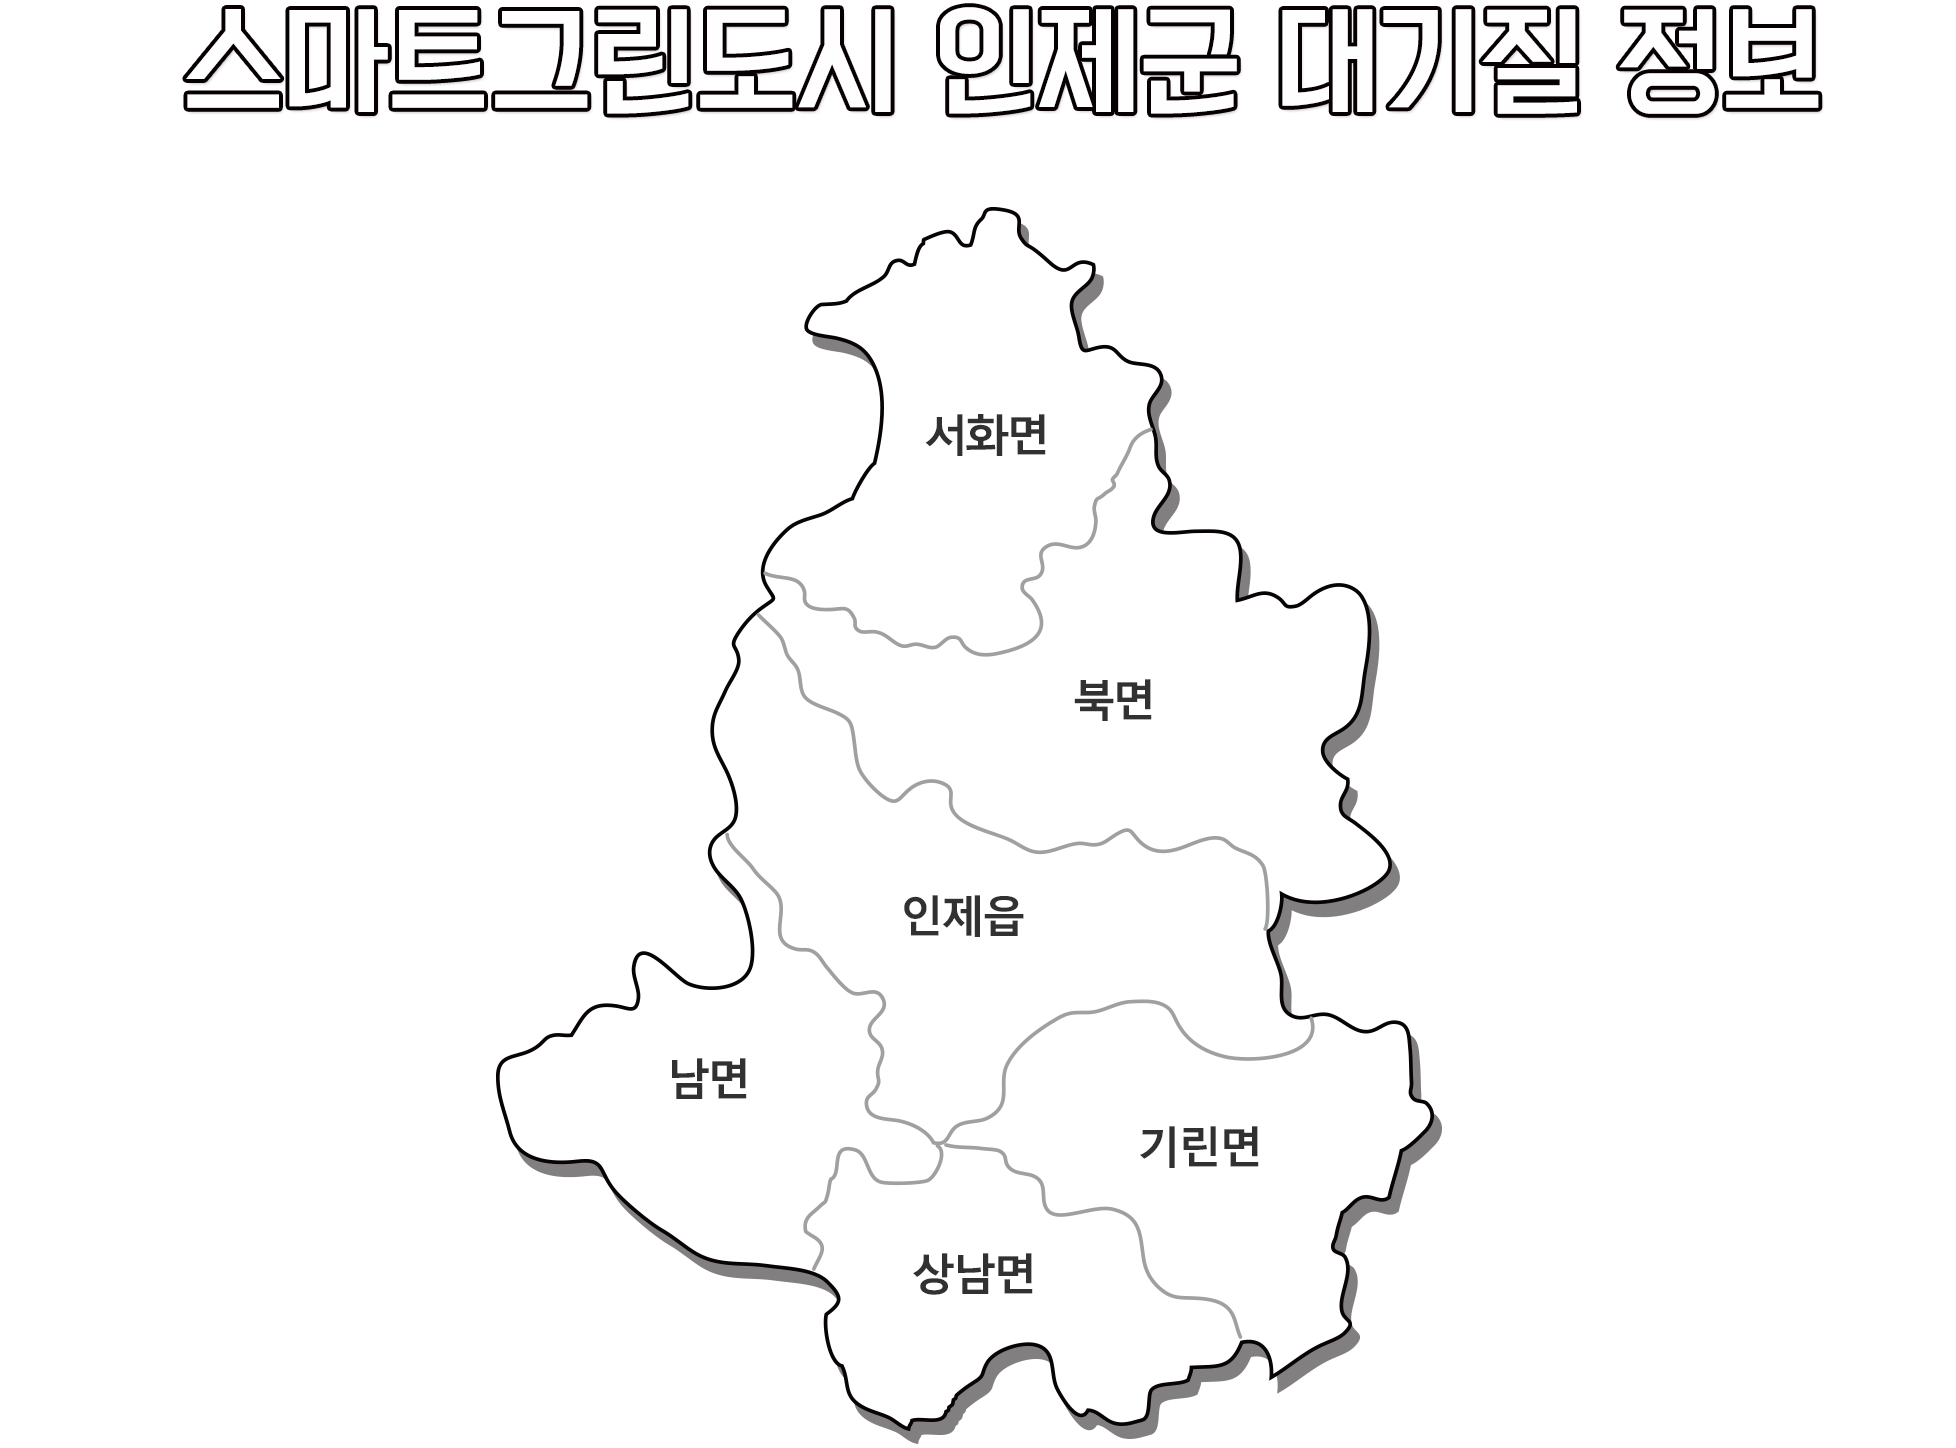 스마트그린도시 인제군 대기질 정보
서화면
북면
인제읍
남면
기린면
상남면